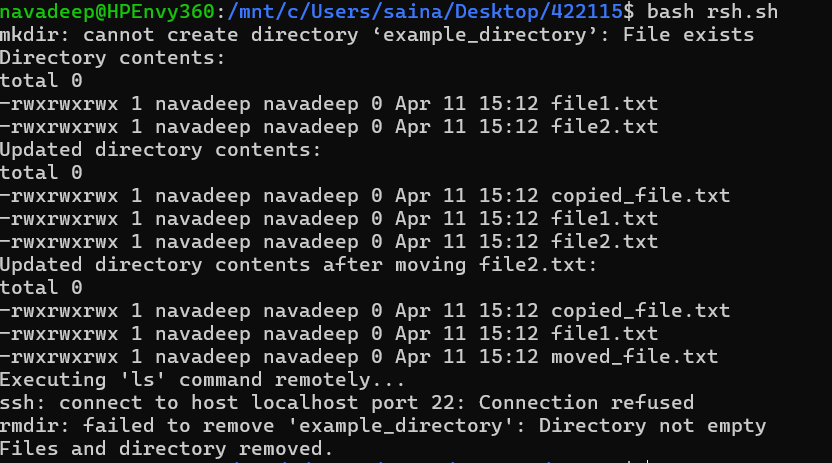 navadeep@HPEnvy360:/mnt/c/Users/saina/Desktop/422115$ bash rsh.sh
mkdir: cannot create directory ‘example_directory’: File exists
Directory contents:
total 0
-rwxrwxrwx 1 navadeep navadeep 0 Apr 11 15:12 file1.txt
-rwxrwxrwx 1 navadeep navadeep 0 Apr 11 15:12 file2.txt
Updated directory contents:
total 0
-rwxrwxrwx 1 navadeep navadeep 0 Apr 11 15:12 copied_file.txt
-rwxrwxrwx 1 navadeep navadeep 0 Apr 11 15:12 file1.txt
-rwxrwxrwx 1 navadeep navadeep 0 Apr 11 15:12 file2.txt
Updated directory contents after moving file2.txt:
total 0
-rwxrwxrwx 1 navadeep navadeep 0 Apr 11 15:12 copied_file.txt
-rwxrwxrwx 1 navadeep navadeep 0 Apr 11 15:12 file1.txt
-rwxrwxrwx 1 navadeep navadeep 0 Apr 11 15:12 moved_file.txt
Executing 'ls' command remotely...
ssh: connect to host localhost port 22: Connection refused
rmdir: failed to remove 'example_directory': Directory not empty
Files and directory removed.